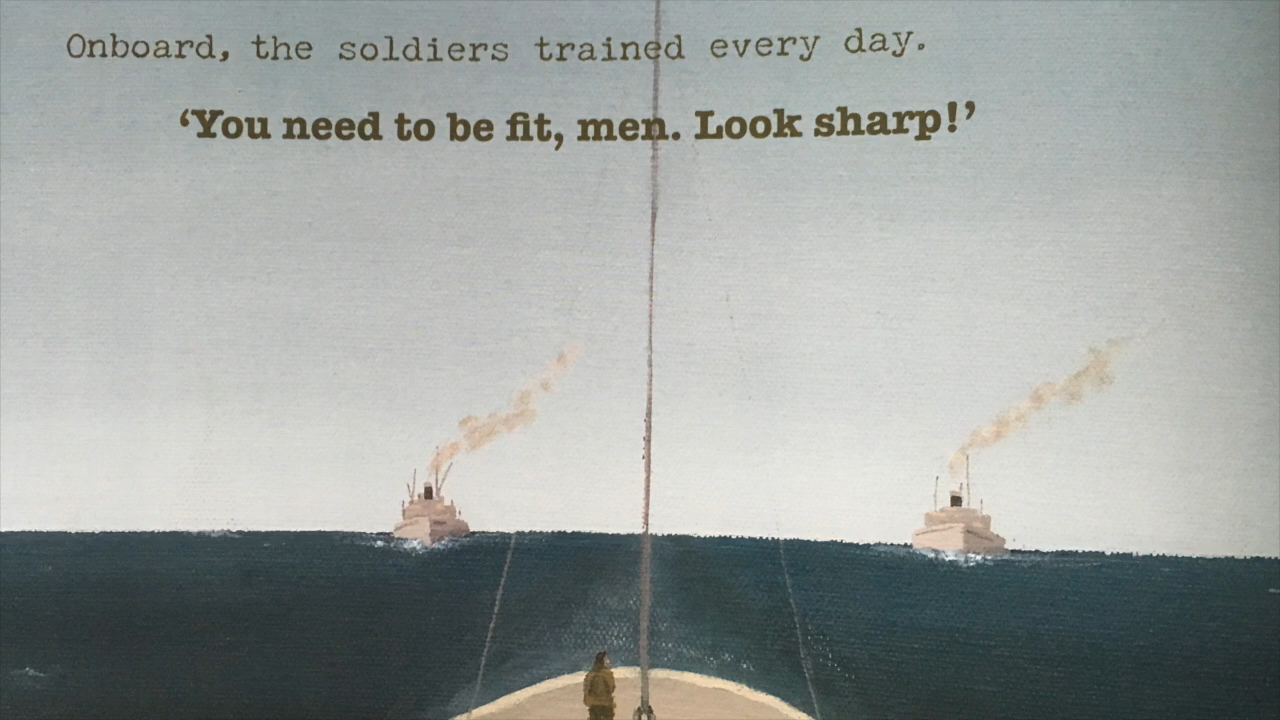 Onboard, the soldiers trained every day.
‘You need to be fit, men. Look sharp!’